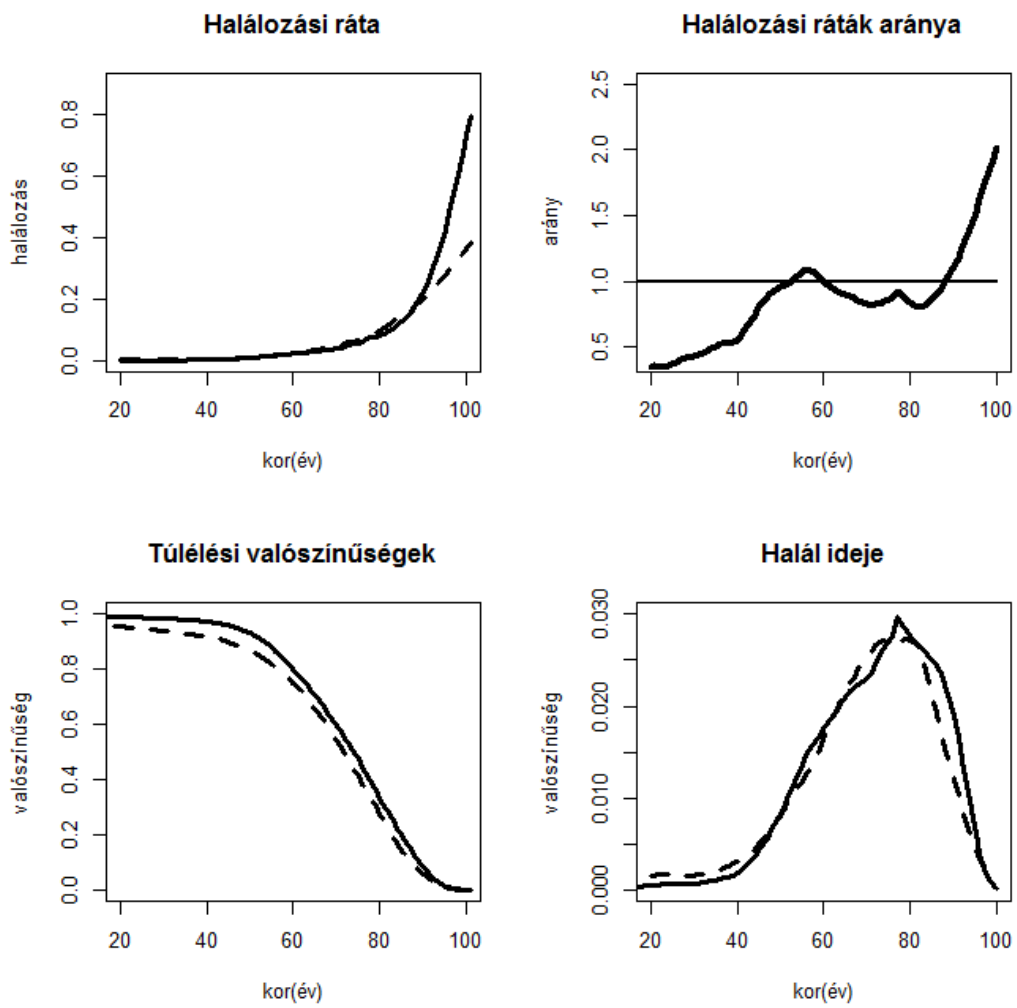 Halálozási ráta
halálozás
0.0 0.2 0.4 0.6 0.8
20 40 60 80 100
kor(év)
Halálozási ráták aránya
arány
0.5 1.0 1.5 2.0 2.5
20 40 60 80 100
kor(év)
Túlélési valószínűségek
valószínűség
0.0 0.2 0.4 0.6 0.8 1.0
20 40 60 80 100
kor(év)
Halál ideje
valószínűség
0.000 0.010 0.020 0.030
20 40 60 80 100
kor(év)